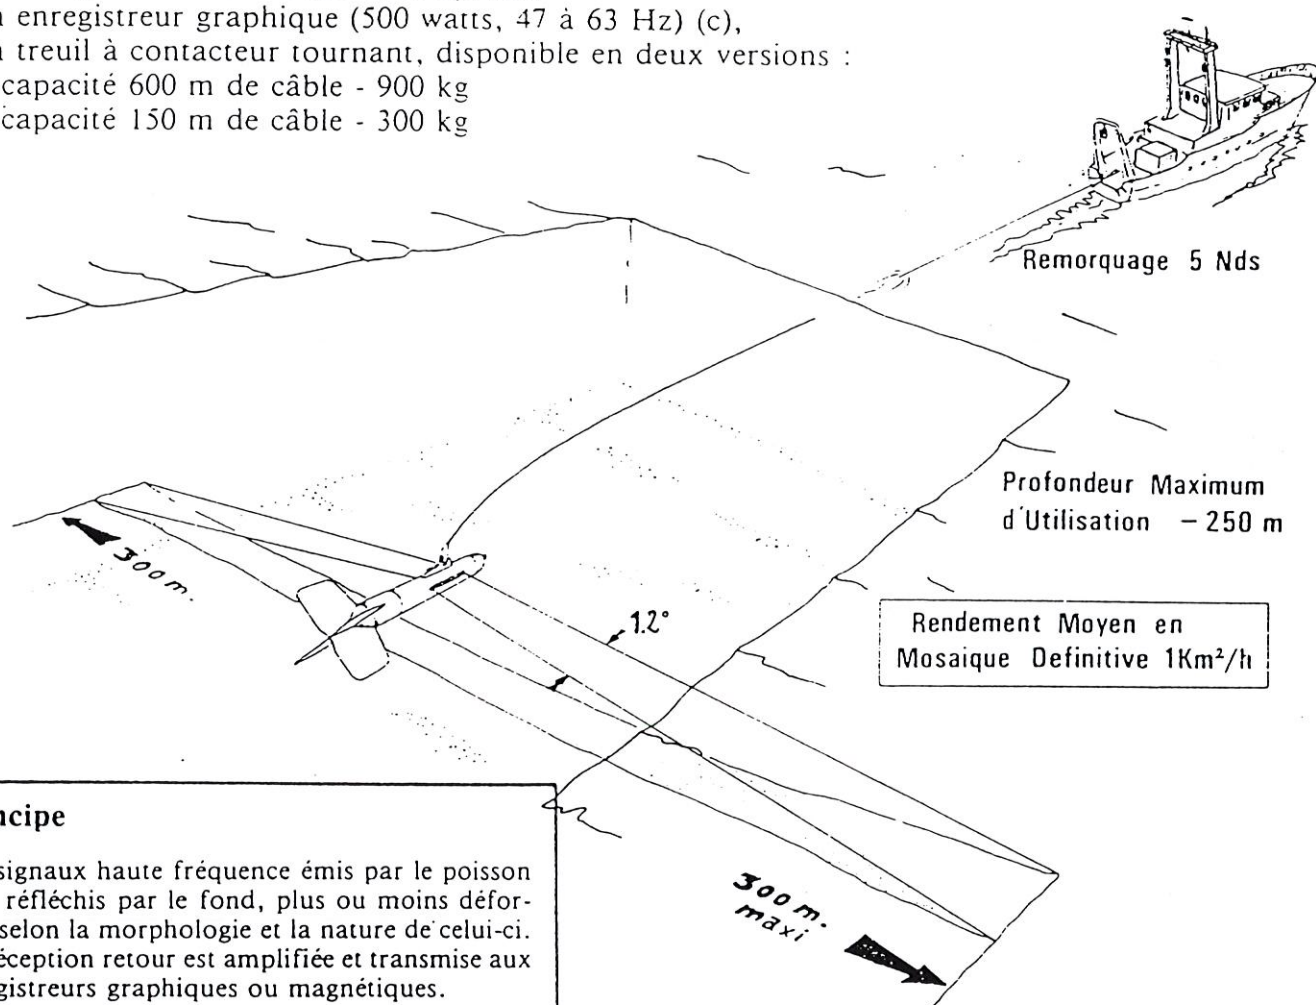 enregistreur graphique (500 watts, 47 à 63 Hz) (c),
treuil à contacteur tournant, disponible en deux versions :
capacité 600 m de câble - 900 kg
capacité 150 m de câble - 300 kg
Remorquage 5 Nds
Profondeur Maximum
d'Utilisation - 250 m
300m.
1.2°
Rendement Moyen en
Mosaique Definitive 1Km²/h
ncipe
signaux haute fréquence émis par le poisson
réfléchis par le fond, plus ou moins défor-
selon la morphologie et la nature de celui-ci.
éception retour est amplifiée et transmise aux
gistreurs graphiques ou magnétiques.
300 m.
maxi